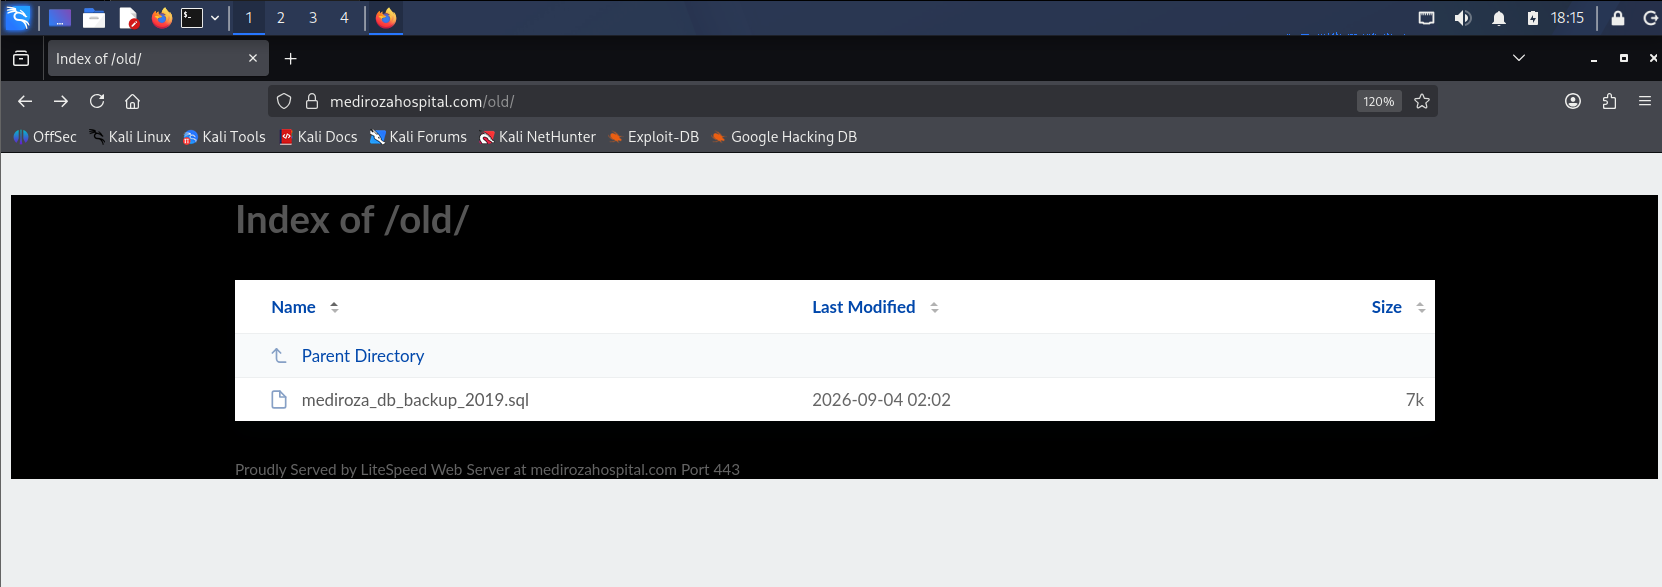 1 2 3 4 18:15
Index of /old/
medirozahospital.com/old/ 120%
OffSec Kali Linux Kali Tools Kali Docs Kali Forums Kali NetHunter Exploit-DB Google Hacking DB
Index of /old/
Name Last Modified Size
Parent Directory
mediroza_db_backup_2019.sql 2026-09-04 02:02 7k
Proudly Served by LiteSpeed Web Server at medirozahospital.com Port 443